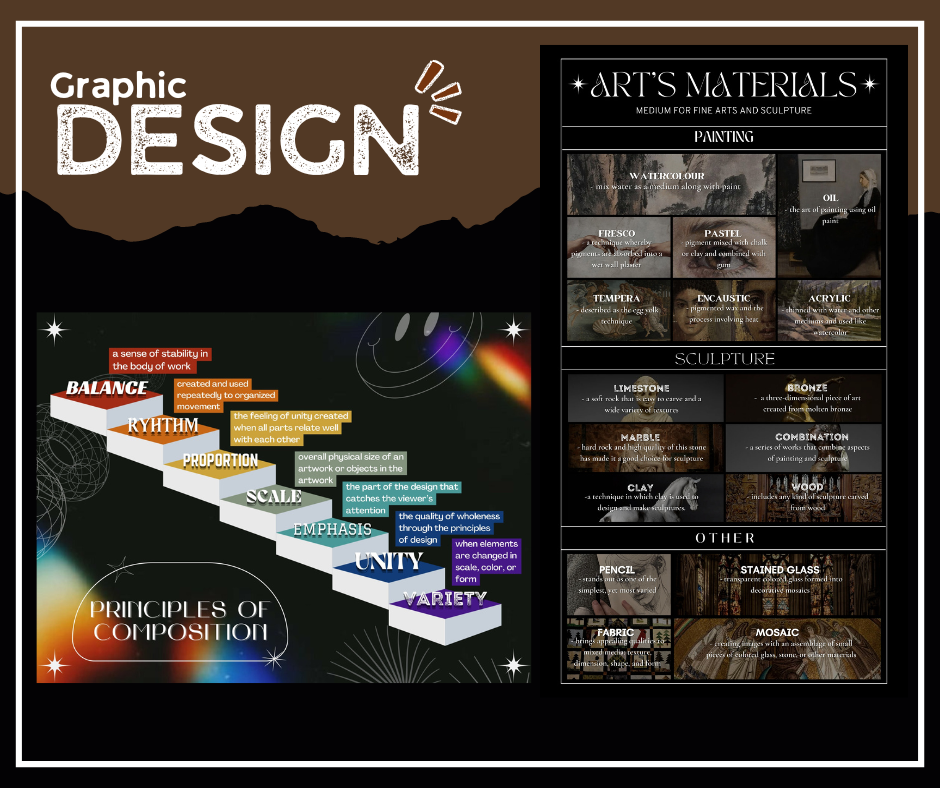 Graphic
DESIGN
a sense of stability in
the body of work
BALANCE
created and used
repeatedly to organized
movement
RYHTHM
the feeling of unity created
when all parts relate well
with each other
PROPORTION
overall physical size of an
artwork or objects in the
artwork
SCALE
the part of the design that
catches the viewer's
attention
EMPHASIS
the quality of wholeness
through the principles
of design
UNITY
when elements
are changed in
scale, color, or
form
VARIETY
PRINCIPLES OF
COMPOSITION
ART'S MATERIALS
MEDIUM FOR FINE ARTS AND SCULPTURE
PAINTING
WATERCOLOUR
- mix water as a medium along with paint
OIL
- the art of painting using oil
paint
FRESCO
- a technique whereby
pigments are absorbed into a
wet wall plaster
PASTEL
- pigment mixed with chalk
or clay and combined with
gum
TEMPERA
- described as the egg yolk
technique
ENCAUSTIC
- pigmented wax and the
process involving heat
ACRYLIC
- thinned with water and other
mediums and used like
watercolor
SCULPTURE
LIMESTONE
- a soft rock that is easy to carve and a
wide variety of textures
BRONZE
- a three-dimensional piece of art
created from molten bronze
MARBLE
- hard rock and high quality of this stone
has made it a good choice for sculpture
COMBINATION
- a series of works that combine aspects
of painting and sculpture
CLAY
-a technique in which clay is used to
design and make sculptures.
WOOD
- includes any kind of sculpture carved
from wood
OTHER
PENCIL
- stands out as one of the
simplest, yet most varied
STAINED GLASS
- transparent colored glass formed into
decorative mosaics
FABRIC
- brings appealing qualities to
mixed media: texture,
dimension, shape, and form
MOSAIC
- creating images with an assemblage of small
pieces of colored glass, stone, or other materials